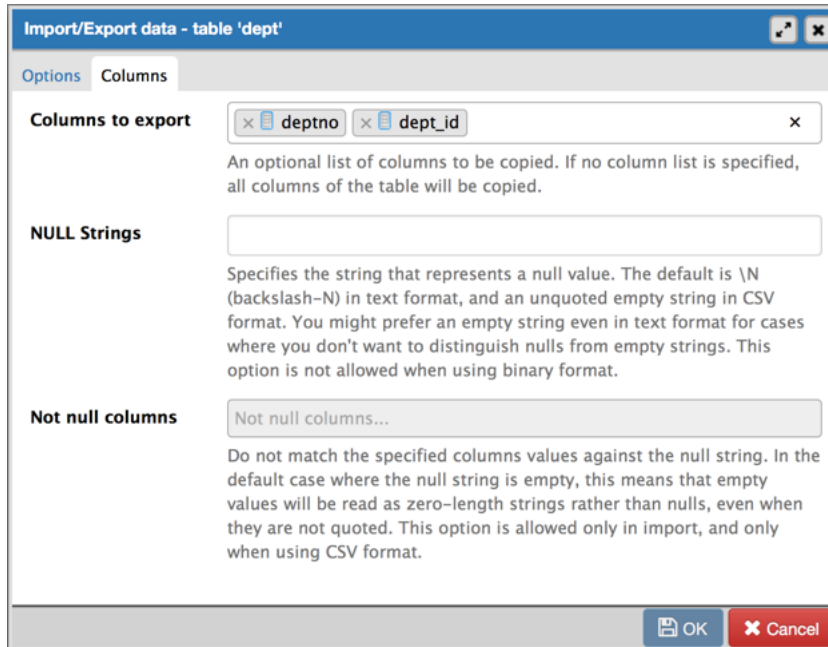 Import/Export data - table 'dept'
Options Columns
Columns to export
deptno dept_id
An optional list of columns to be copied. If no column list is specified,
all columns of the table will be copied.
NULL Strings
Specifies the string that represents a null value. The default is \N
(backslash-N) in text format, and an unquoted empty string in CSV
format. You might prefer an empty string even in text format for cases
where you don't want to distinguish nulls from empty strings. This
option is not allowed when using binary format.
Not null columns
Not null columns...
Do not match the specified columns values against the null string. In the
default case where the null string is empty, this means that empty
values will be read as zero-length strings rather than nulls, even when
they are not quoted. This option is allowed only in import, and only
when using CSV format.
OK Cancel